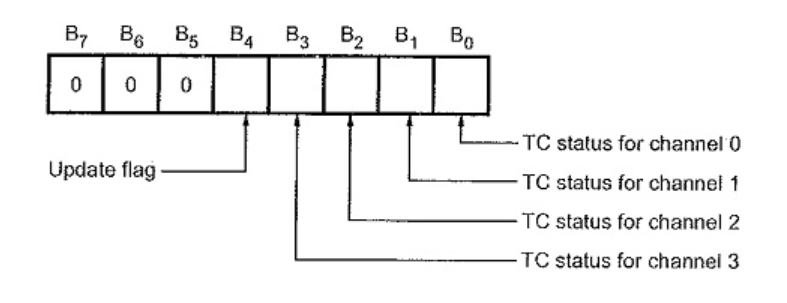 B7 B6 B5 B4 B3 B2 B1 B0
0 0 0
TC status for channel 0
Update flag
TC status for channel 1
TC status for channel 2
TC status for channel 3